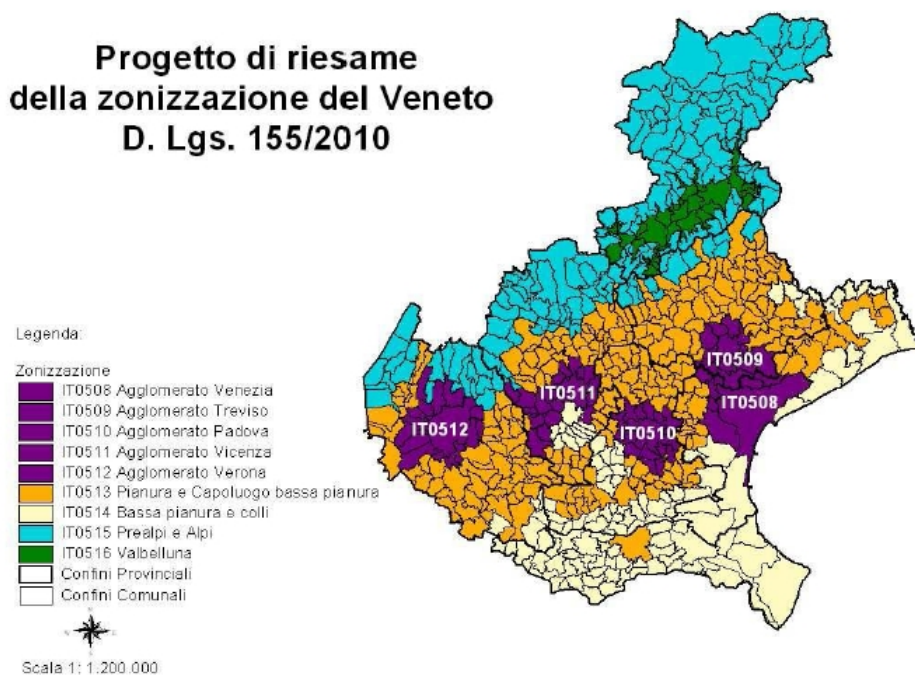 Progetto di riesame
della zonizzazione del Veneto
D. Lgs. 155/2010
Legenda:
Zonizzazione
IT0508 Agglomerato Venezia
IT0509 Agglomerato Treviso
IT0510 Agglomerato Padova
IT0511 Agglomerato Vicenza
IT0512 Agglomerato Verona
IT0513 Pianura e Capoluogo bassa pianura
IT0514 Bassa pianura e colli
IT0515 Prealpi e Alpi
IT0516 Valbelluna
Confini Provinciali
Confini Comunali
Scala 1: 1.200.000
IT0509
IT0511
IT0508
IT0512
IT0510